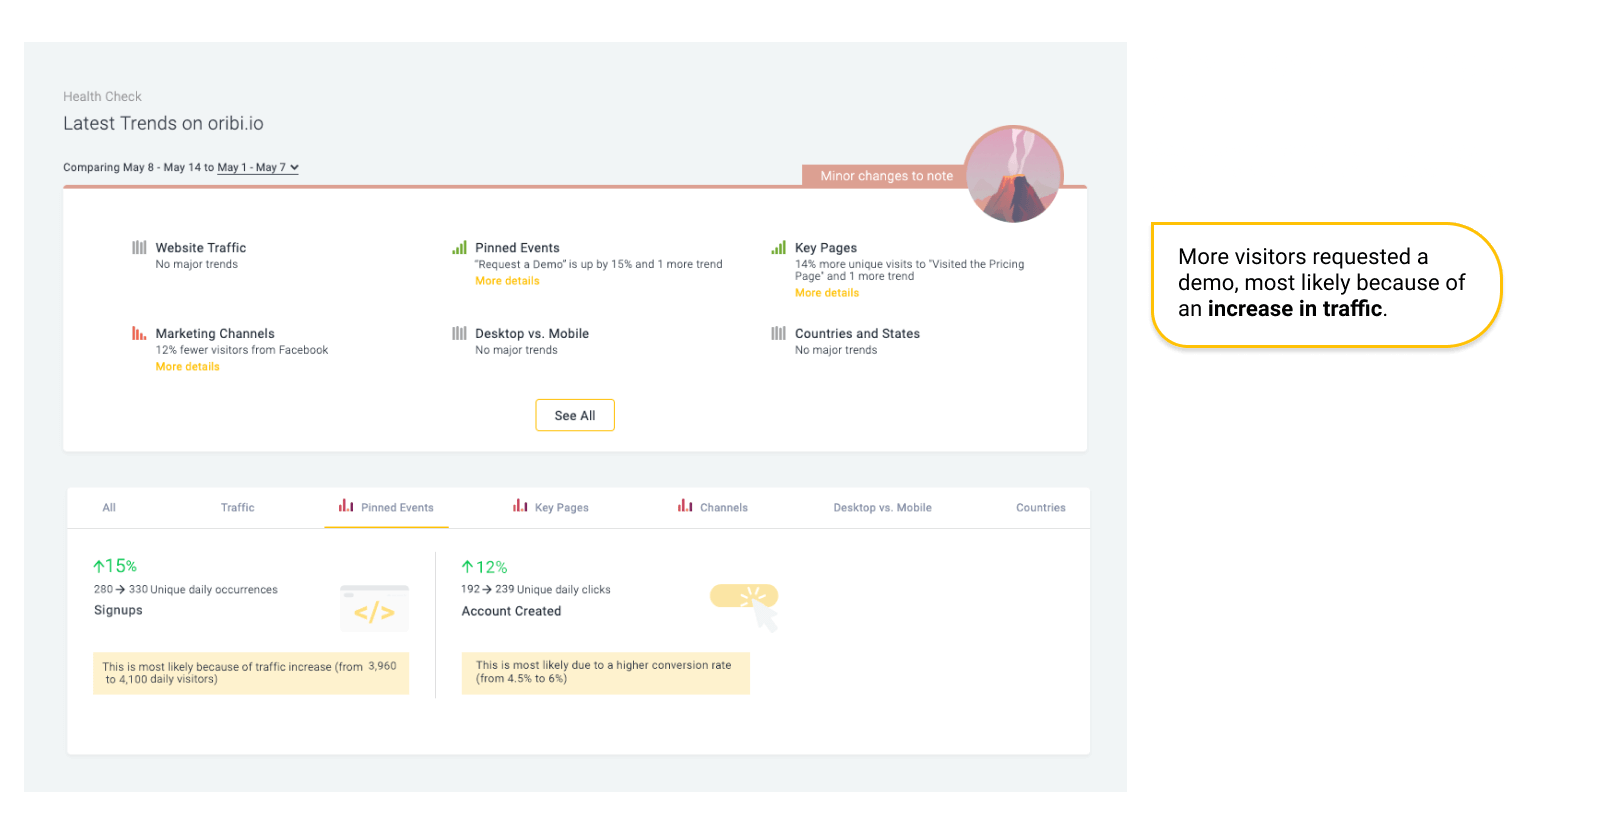 Health Check
Latest Trends on oribi.io
Comparing May 8 - May 14 to May 1 - May 7
Minor changes to note
Website Traffic
No major trends
Pinned Events
“Request a Demo” is up by 15% and 1 more trend
More details
Key Pages
14% more unique visits to "Visited the Pricing
Page" and 1 more trend
More details
Marketing Channels
12% fewer visitors from Facebook
More details
Desktop vs. Mobile
No major trends
Countries and States
No major trends
See All
More visitors requested a
demo, most likely because of
an increase in traffic.
All Traffic Pinned Events Key Pages Channels Desktop vs. Mobile Countries
↑15%
280 → 330 Unique daily occurrences
Signups
</>
This is most likely because of traffic increase (from 3,960
to 4,100 daily visitors)
↑12%
192 → 239 Unique daily clicks
Account Created
This is most likely due to a higher conversion rate
(from 4.5% to 6%)